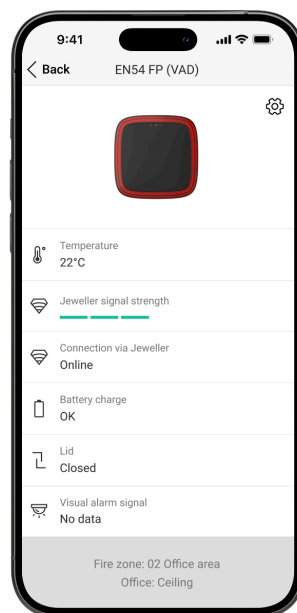 9:41
Back
EN54 FP (VAD)
Temperature
22°C
Jeweller signal strength
Connection via Jeweller
Online
Battery charge
OK
Lid
Closed
Visual alarm signal
No data
Fire zone: 02 Office area
Office: Ceiling